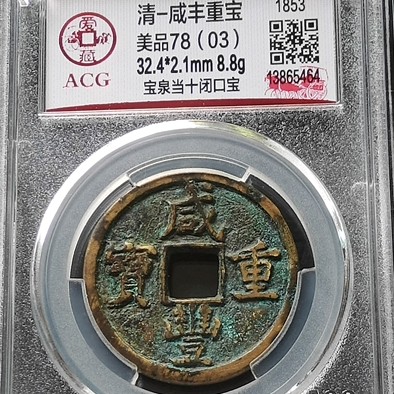 爱藏
ACG
清-咸丰重宝
美品78（03）
32.4*2.1mm 8.8g
宝泉当十闭口宝
1853
13865464
咸豐重寶